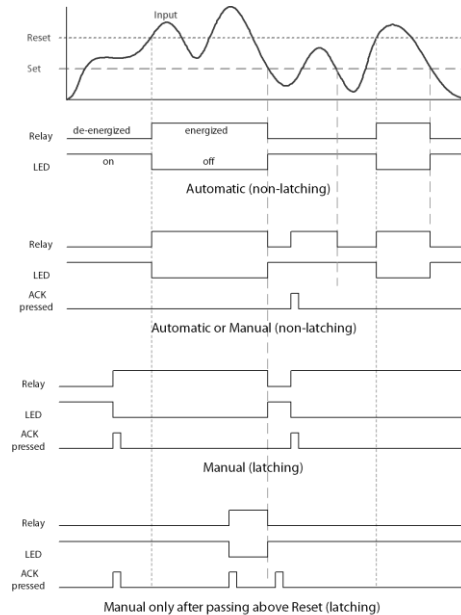 Input
Reset
Set
de-energized energized
Relay
on off
LED
Automatic (non-latching)
Relay
LED
ACK
pressed
Automatic or Manual (non-latching)
Relay
LED
ACK
pressed
Manual (latching)
Relay
LED
ACK
pressed
Manual only after passing above Reset (latching)